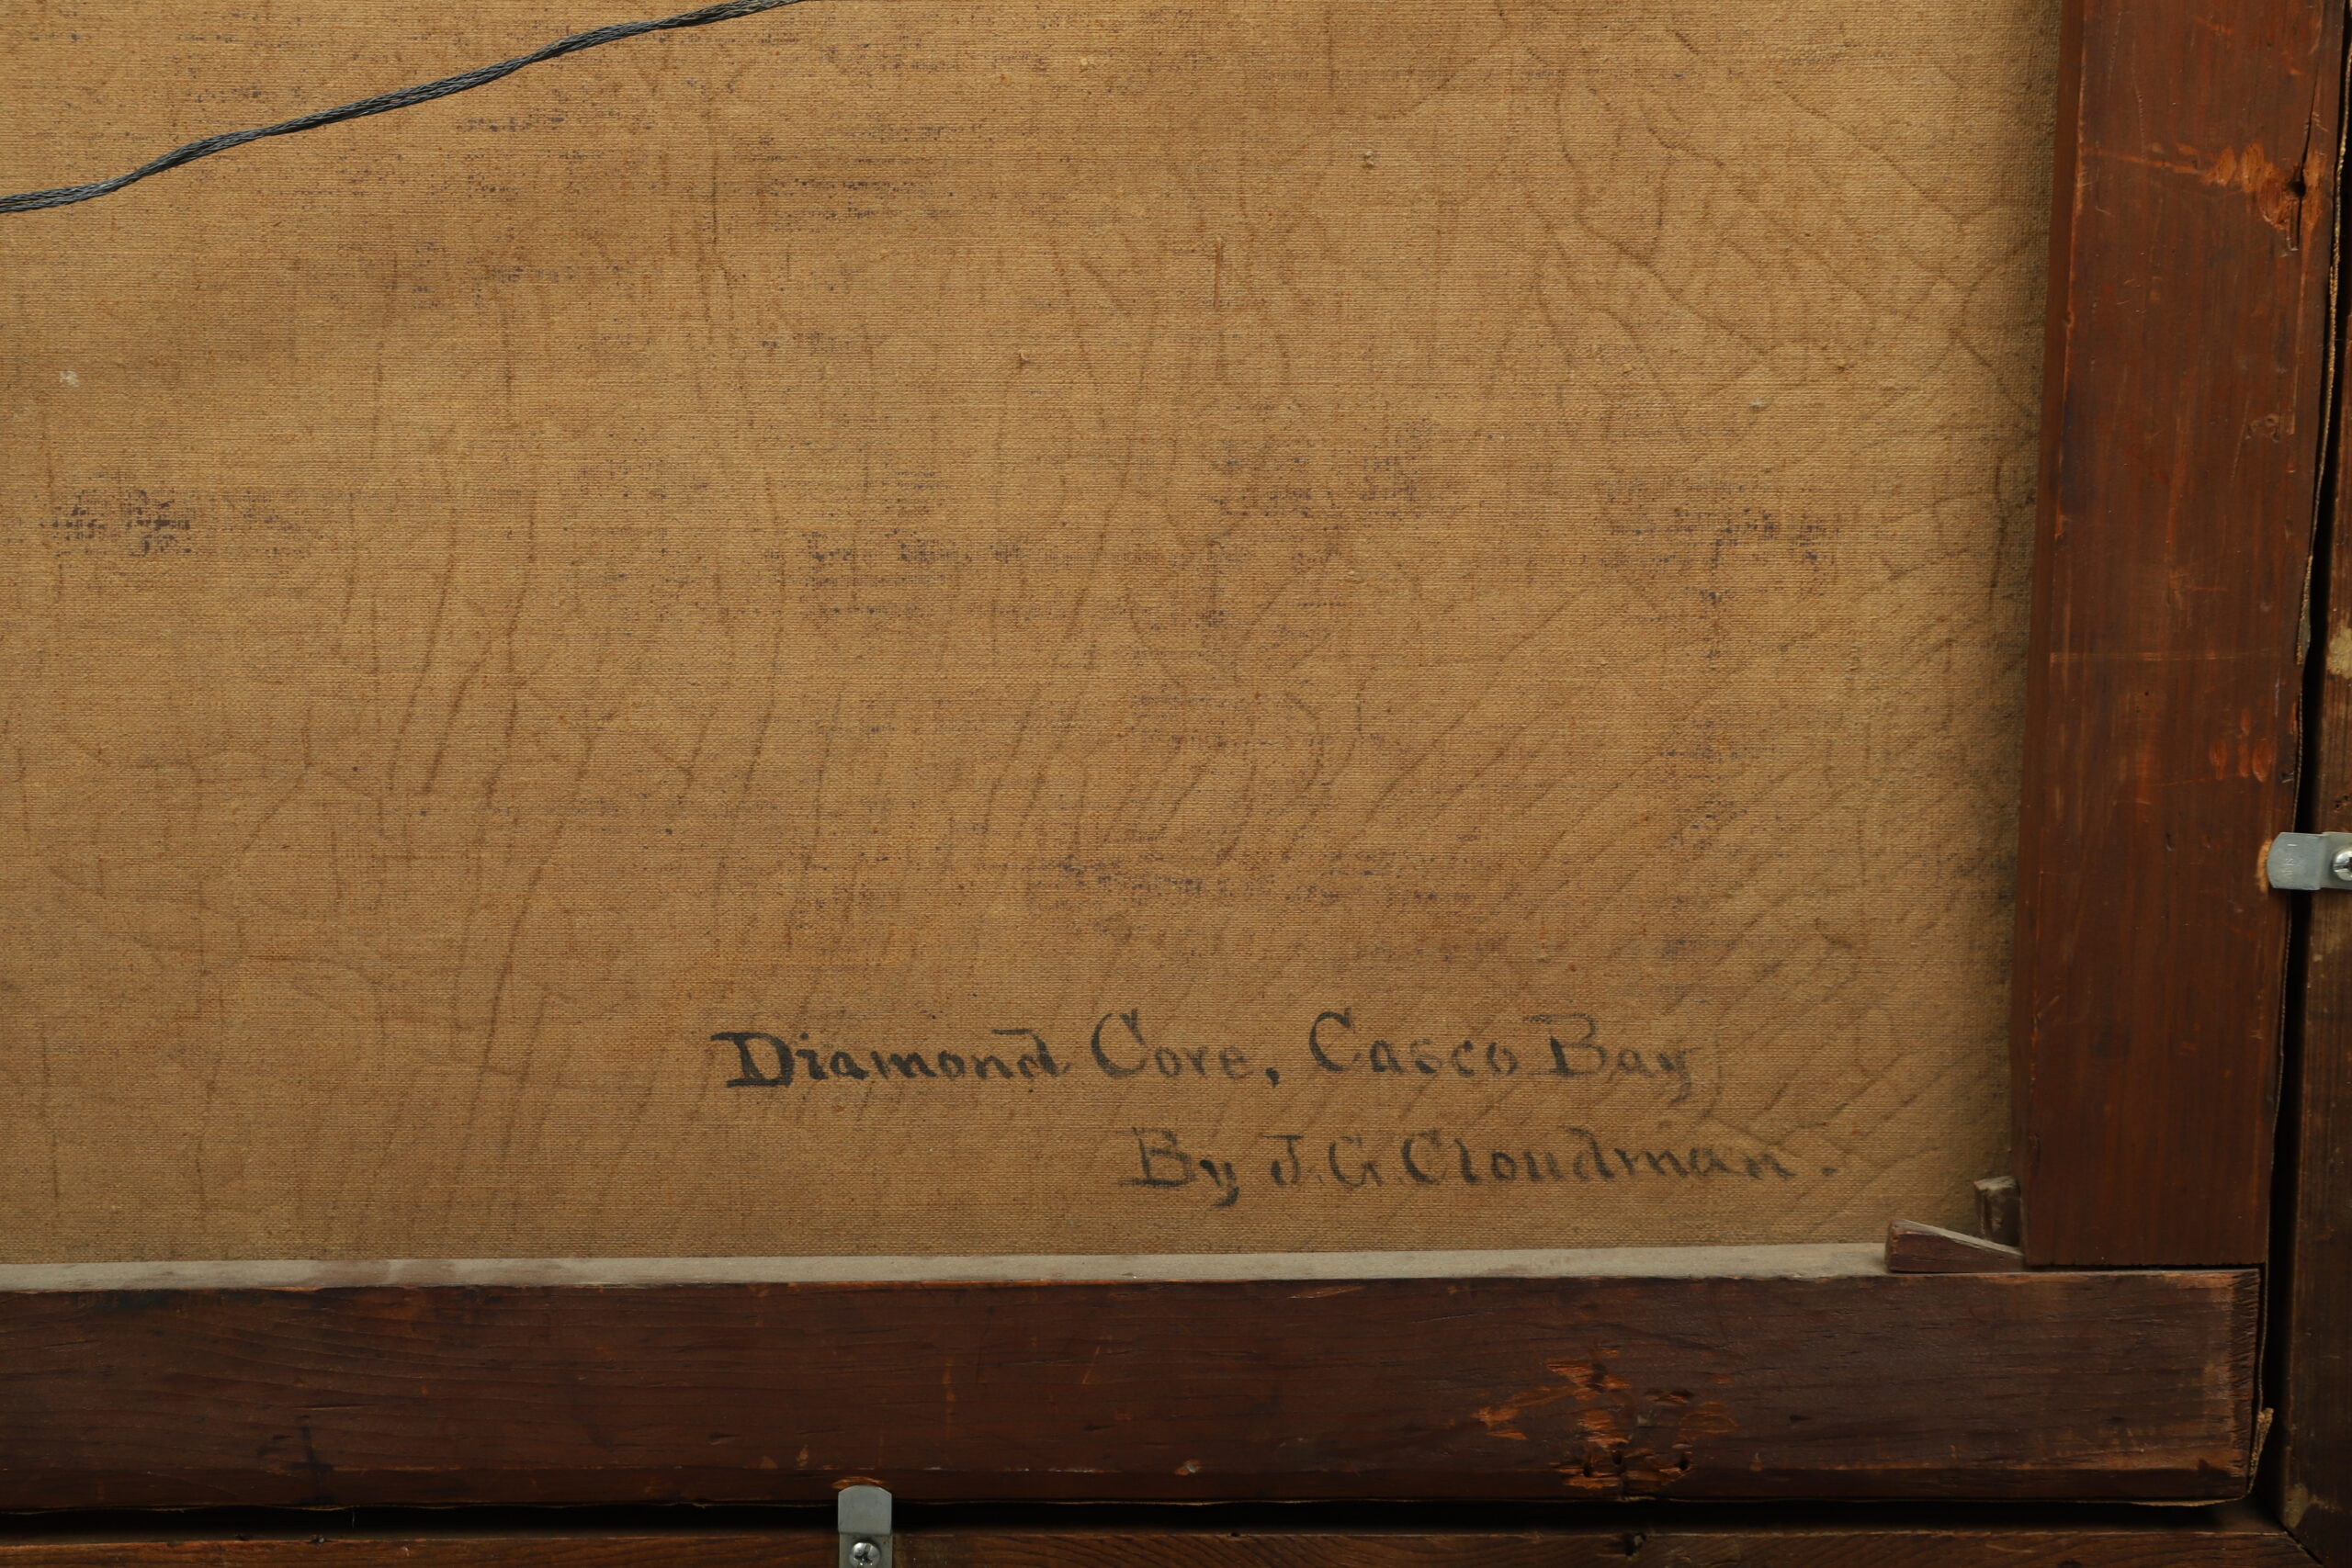 Diamond Cove, Casco Bay
By J. G. Cloudman.